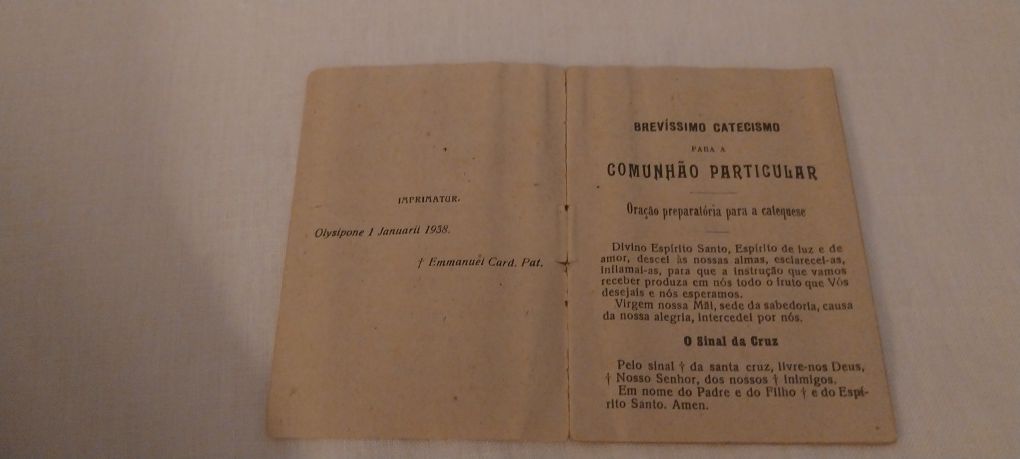 IMPRIMATUR.
Olysipone 1 Januarii 1938.
† Emmanuel Card. Pat.
BREVÍSSIMO CATECISMO
PARA A
COMUNHÃO PARTICULAR
Oração preparatória para a catequese
Divino Espírito Santo, Espírito de luz e de
amor, descei às nossas almas, esclarecei-as,
inflamai-as, para que a instrução que vamos
receber produza em nós todo o fruto que Vós
desejais e nós esperamos.
Virgem nossa Mãi, sede da sabedoria, causa
da nossa alegria, intercedei por nós.
O Sinal da Cruz
Pelo sinal † da santa cruz, livre-nos Deus,
† Nosso Senhor, dos nossos † inimigos.
Em nome do Padre e do Filho † e do Espí-
rito Santo. Amen.